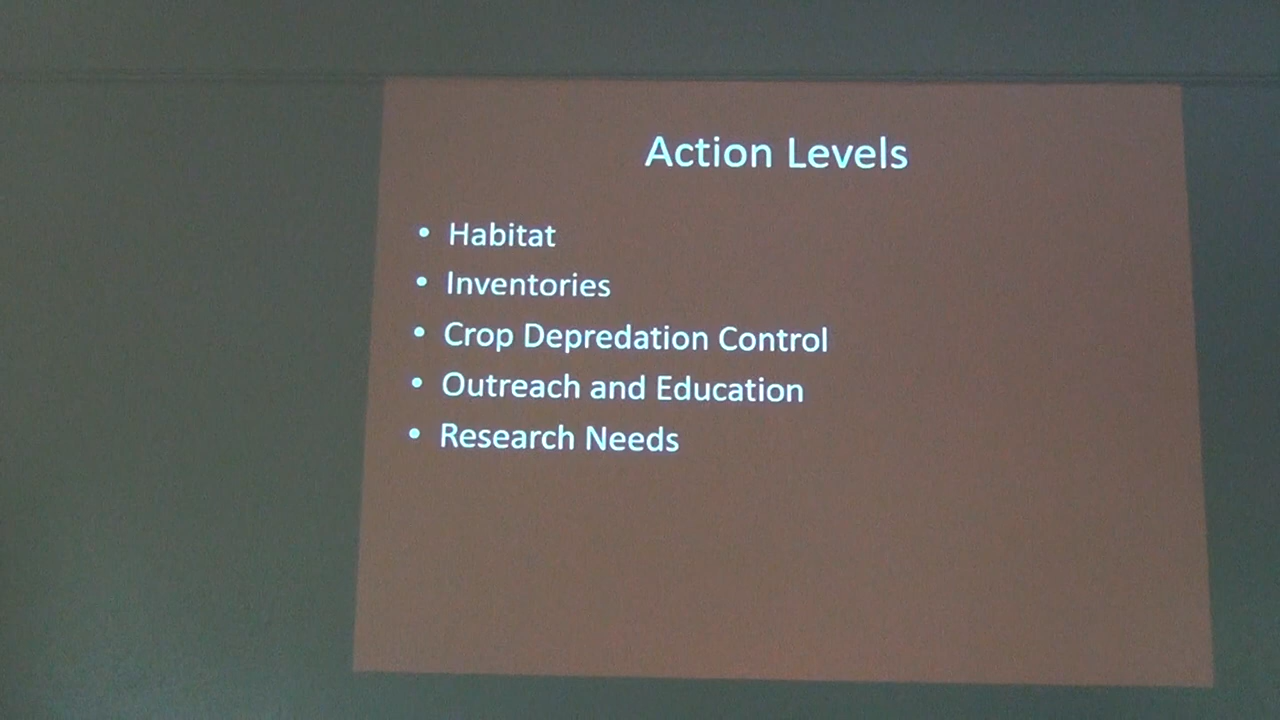 Action Levels
• Habitat
• Inventories
• Crop Depredation Control
• Outreach and Education
• Research Needs